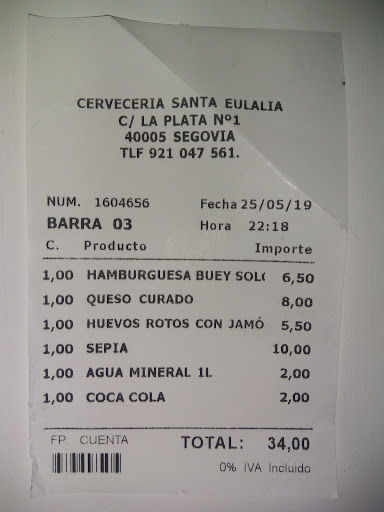 CERVECERIA SANTA EULALIA
C/ LA PLATA Nº1
40005 SEGOVIA
TLF 921 047 561.
NUM. 1604656 Fecha 25/05/19
BARRA 03 Hora 22:18
C. Producto Importe
1,00 HAMBURGUESA BUEY SOLO 6,50
1,00 QUESO CURADO 8,00
1,00 HUEVOS ROTOS CON JAMÓ 5,50
1,00 SEPIA 10,00
1,00 AGUA MINERAL 1L 2,00
1,00 COCA COLA 2,00
FP: CUENTA TOTAL: 34,00
0% IVA Incluido